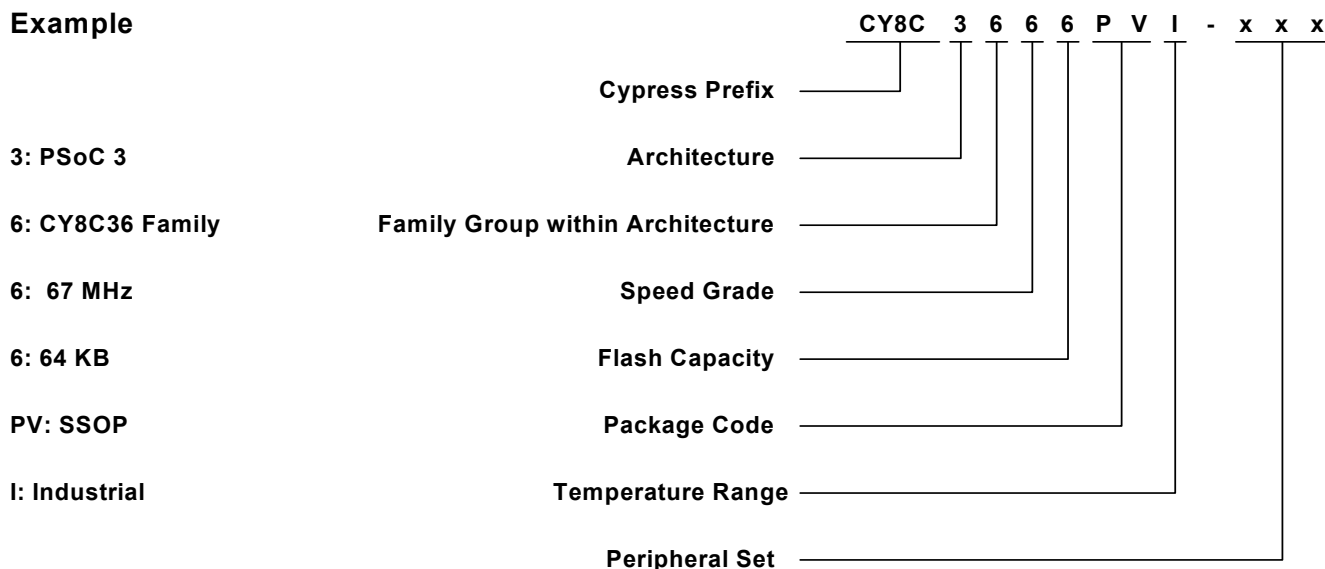 Example CY8C 3 6 6 6 P V I - x x x
Cypress Prefix
3: PSoC 3 Architecture
6: CY8C36 Family Family Group within Architecture
6: 67 MHz Speed Grade
6: 64 KB Flash Capacity
PV: SSOP Package Code
I: Industrial Temperature Range
Peripheral Set